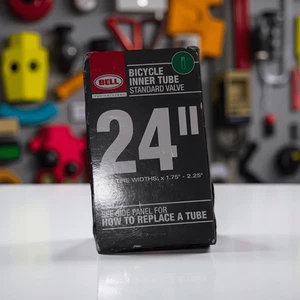 BELL
BICYCLE
INNER TUBE
STANDARD VALVE
24"
TIRE WIDTHS: x 1.75" - 2.25"
SEE SIDE PANEL FOR
HOW TO REPLACE A TUBE